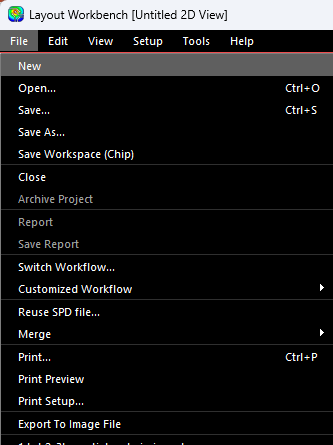 Layout Workbench [Untitled 2D View]
File Edit View Setup Tools Help
New
Open... Ctrl+O
Save... Ctrl+S
Save As...
Save Workspace (Chip)
Close
Archive Project
Report
Save Report
Switch Workflow...
Customized Workflow
Reuse SPD file...
Merge
Print... Ctrl+P
Print Preview
Print Setup...
Export To Image File